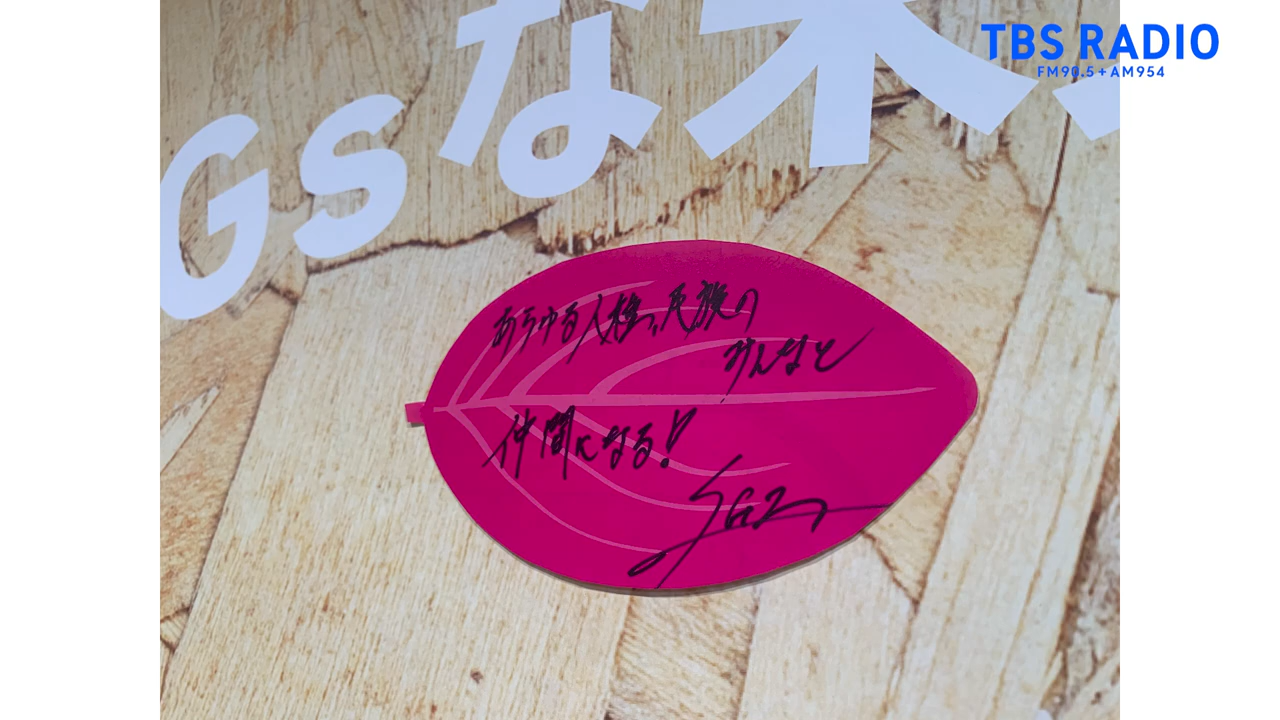 TBS RADIO
FM90.5+AM954
Gsな木
あらゆる人種、民族の
みんなと
仲間になる!